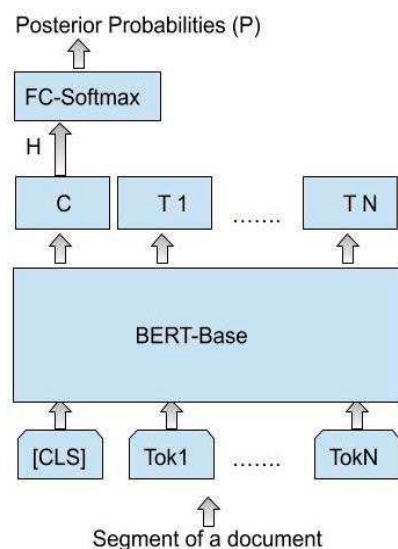 Posterior Probabilities (P)
FC-Softmax
H
C T 1 ....... T N
BERT-Base
[CLS] Tok1 ....... TokN
Segment of a document